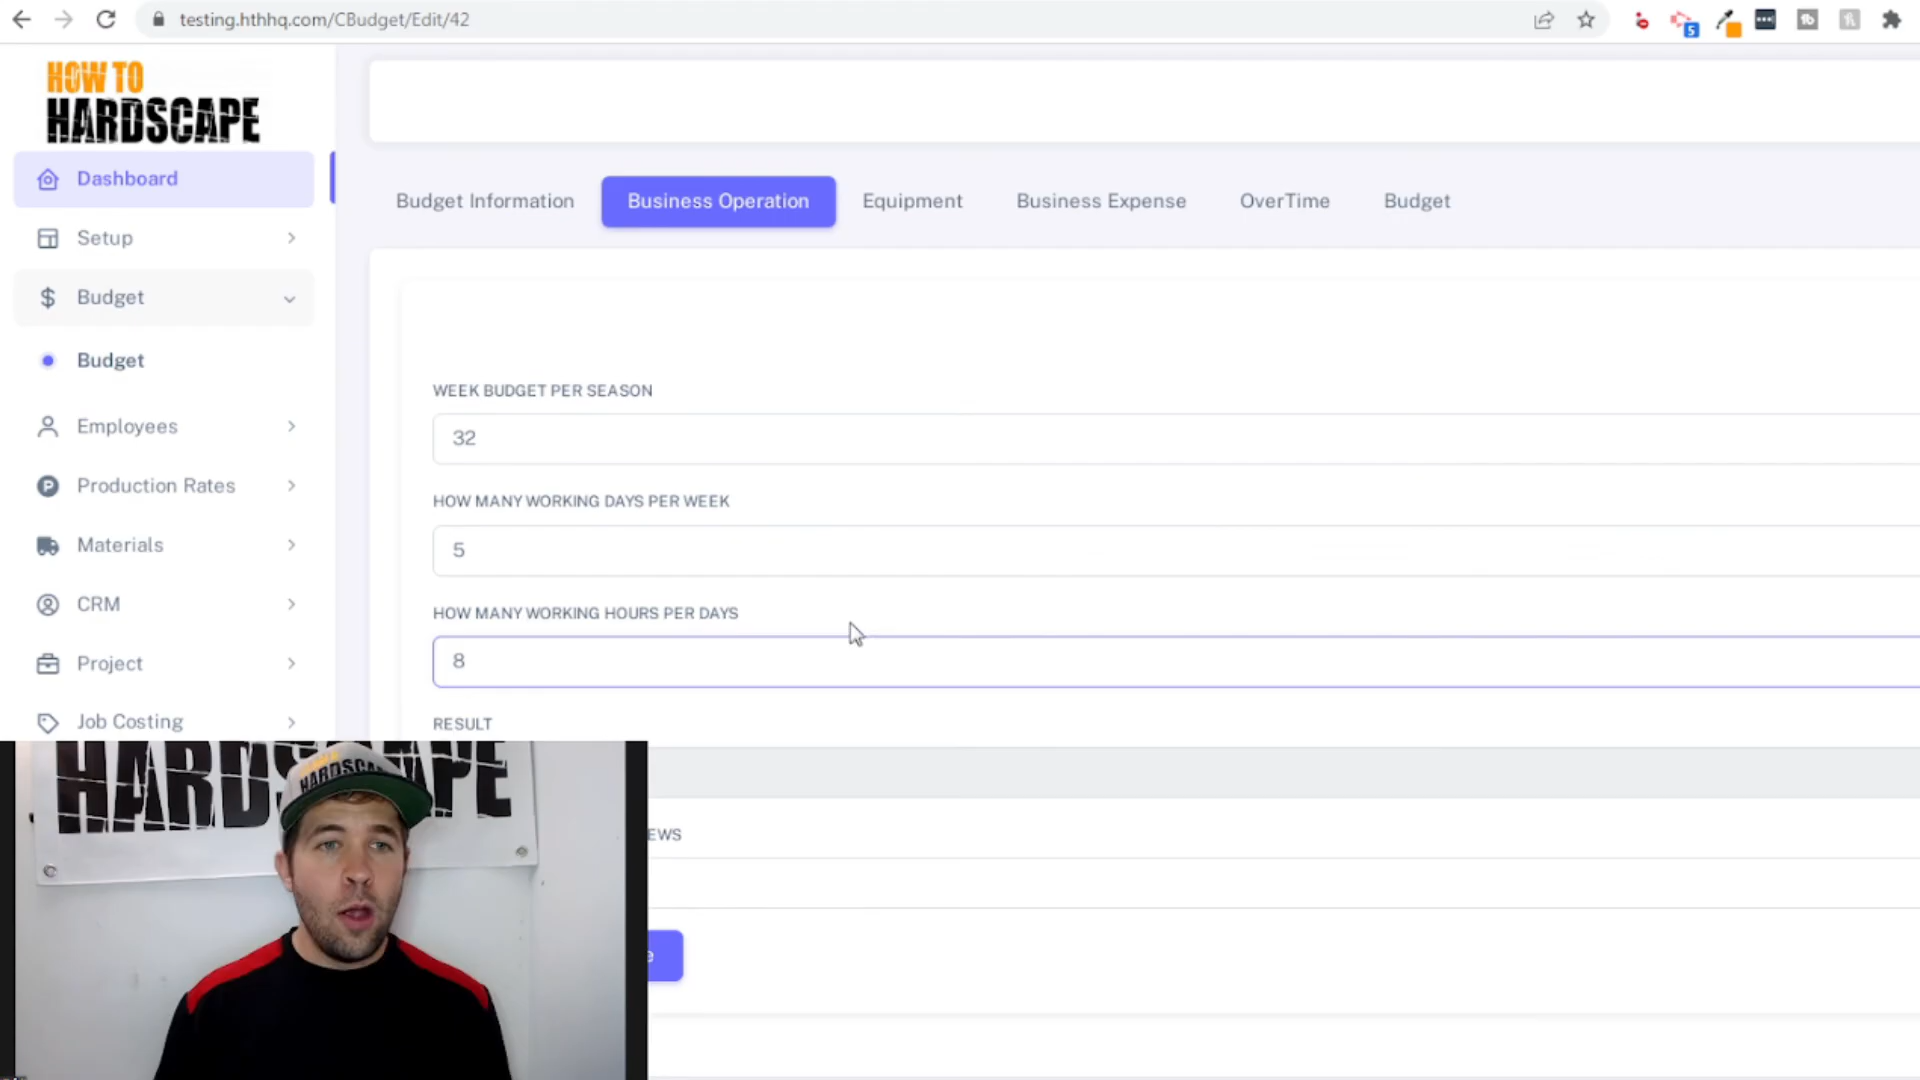 testing.hthhq.com/CBudget/Edit/42
5
HOW TO
HARDSCAPE
Dashboard
Setup
Budget
Budget
Employees
Production Rates
Materials
CRM
Project
Job Costing
Budget Information
Business Operation
Equipment
Business Expense
OverTime
Budget
WEEK BUDGET PER SEASON
32
HOW MANY WORKING DAYS PER WEEK
5
HOW MANY WORKING HOURS PER DAYS
8
RESULT
EWS
e
HARDSCAPE
HARDSCAPE